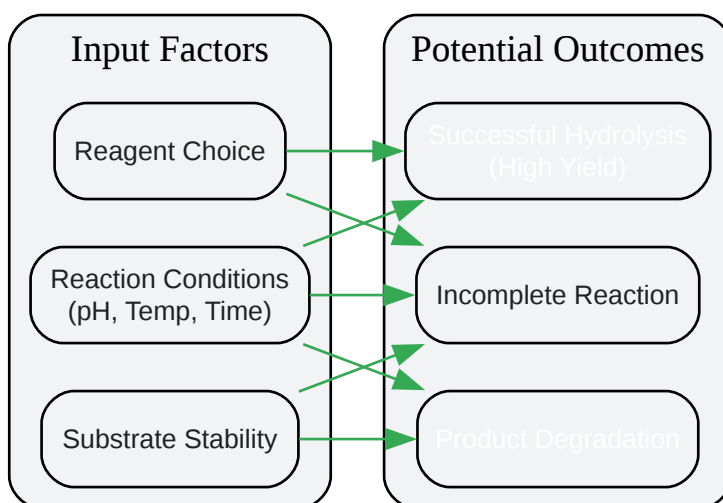 Input Factors
Reagent Choice
Reaction Conditions
(pH, Temp, Time)
Substrate Stability
Potential Outcomes
Successful Hydrolysis
(High Yield)
Incomplete Reaction
Product Degradation